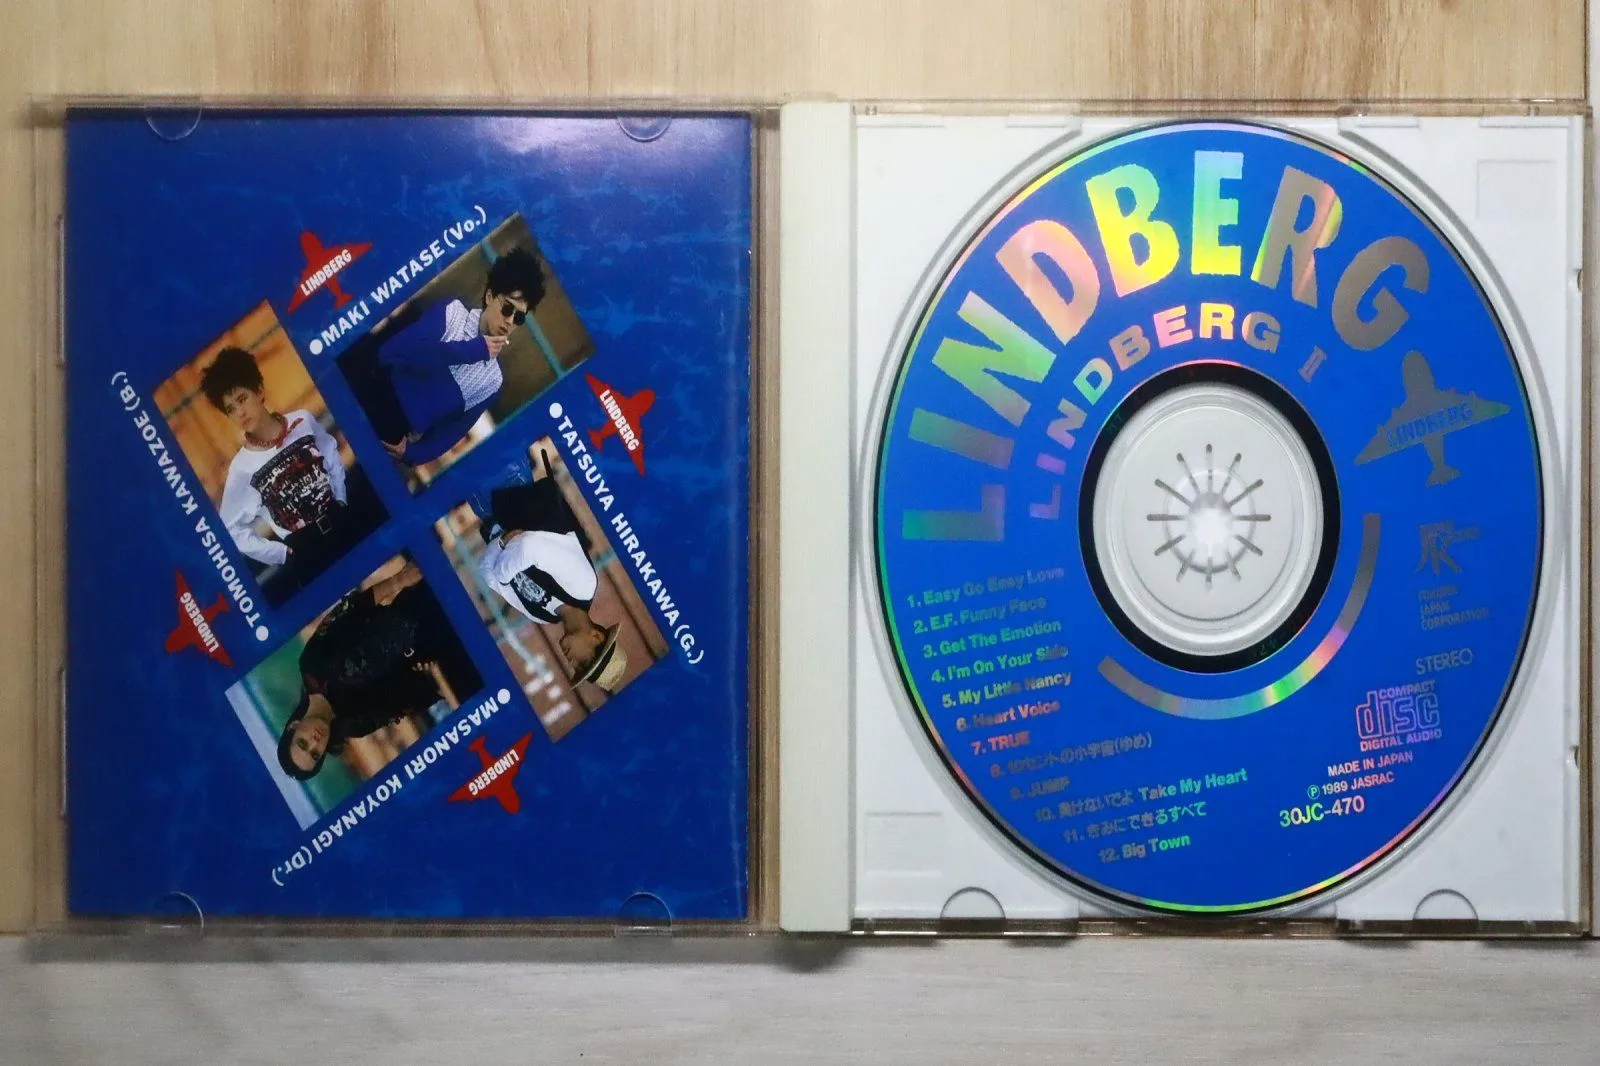 LINDBERG
●MAKI WATASE(Vo.)
LINDBERG
●TATSUYA HIRAKAWA(G.)
LINDBERG
●MASANORI KOYANAGI(Dr.)
LINDBERG
●TOMOHISA KAWAZOE(B.)
LINDBERG
LINDBERG II
LINDBERG
1. Easy Go Easy Love
2. E.F. Funny Face
3. Get The Emotion
4. I'm On Your Side
5. My Little Nancy
6. Heart Voice
7. TRUE
8. 10セントの小宇宙(ゆめ)
9. JUMP
10. 負けないでよ Take My Heart
11. きみにできるすべて
12. Big Town
JAPAN
CORPORATION
STEREO
COMPACT
disc
DIGITAL AUDIO
MADE IN JAPAN
Ⓟ1989 JASRAC
30JC-470